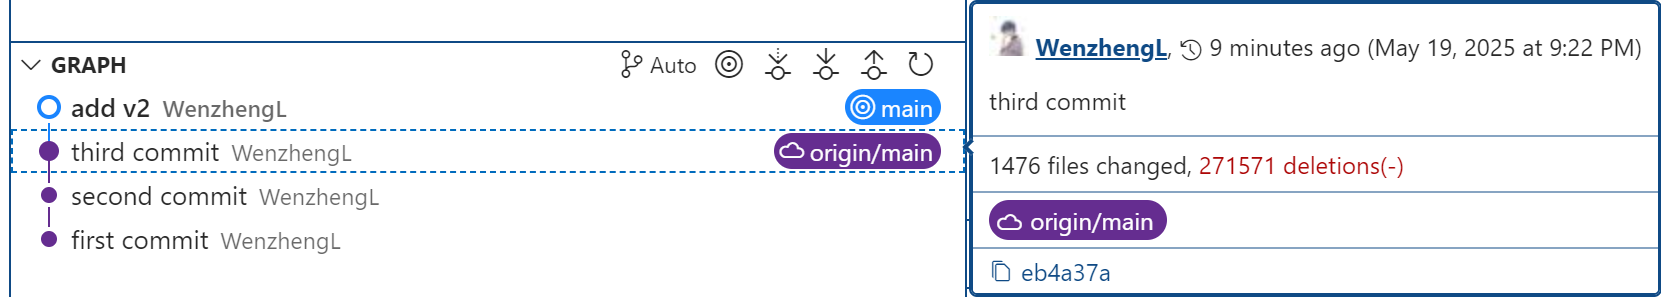 GRAPH
Auto
add v2 WenzhengL
main
third commit WenzhengL
origin/main
second commit WenzhengL
first commit WenzhengL
WenzhengL, 9 minutes ago (May 19, 2025 at 9:22 PM)
third commit
1476 files changed, 271571 deletions(-)
origin/main
eb4a37a